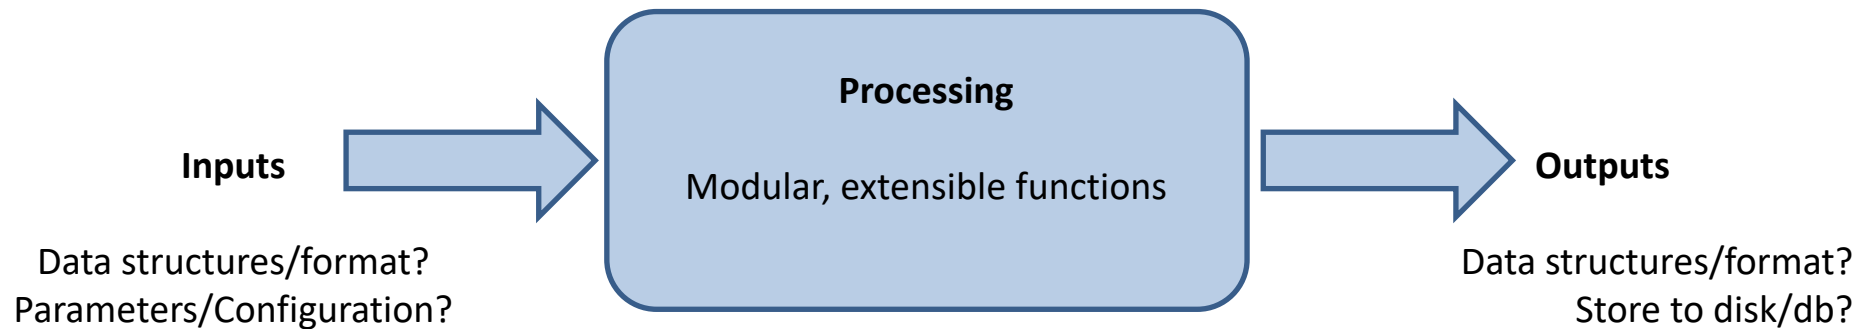 Inputs
Data structures/format?
Parameters/Configuration?
Processing
Modular, extensible functions
Outputs
Data structures/format?
Store to disk/db?